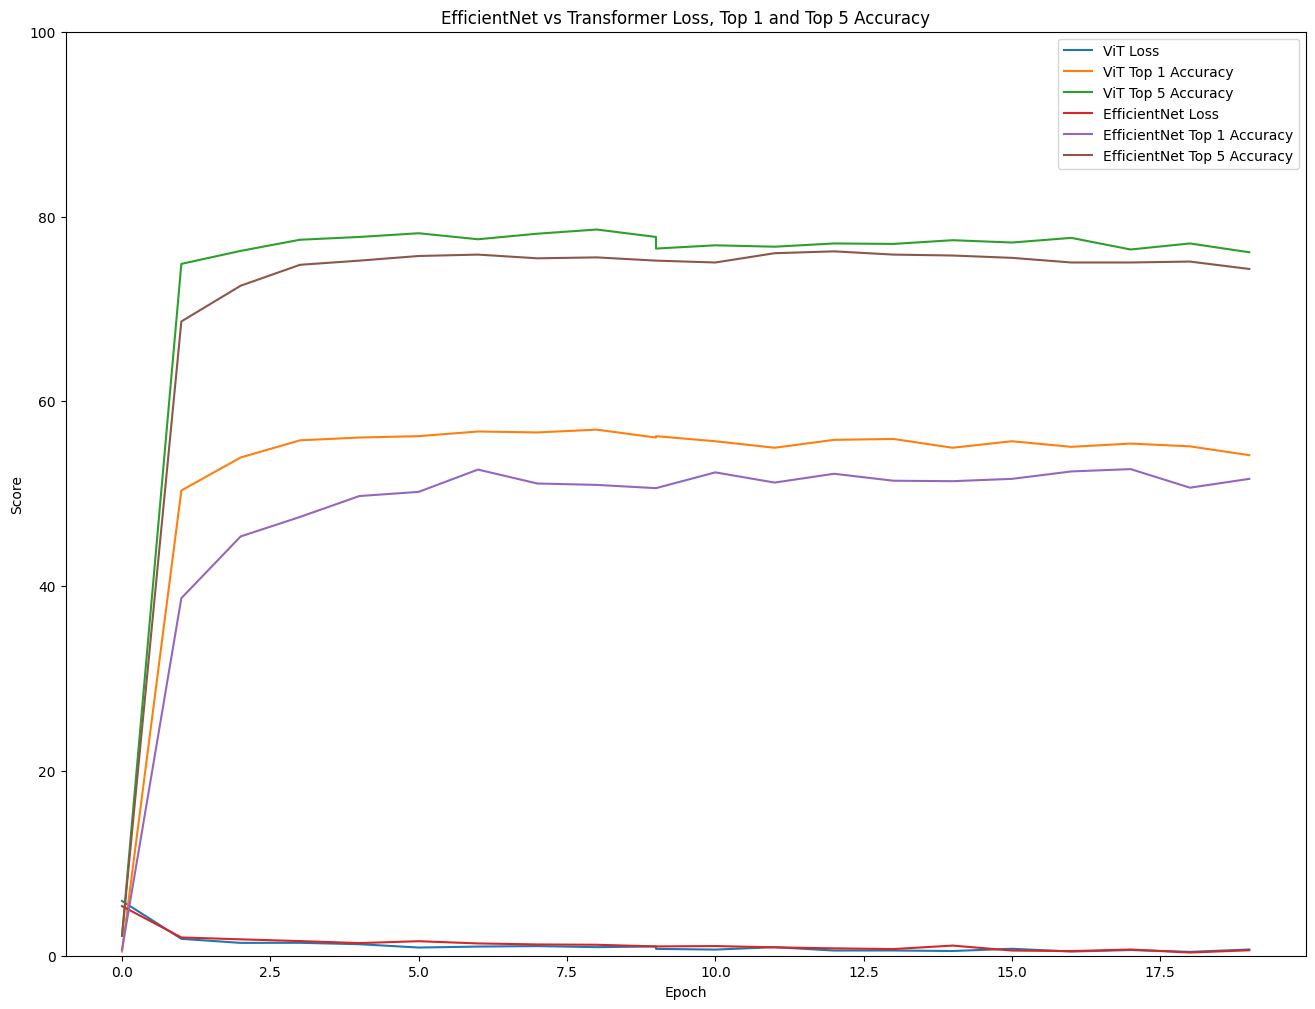 EfficientNet vs Transformer Loss, Top 1 and Top 5 Accuracy
100
80
60
40
20
0
Score
ViT Loss
ViT Top 1 Accuracy
ViT Top 5 Accuracy
EfficientNet Loss
EfficientNet Top 1 Accuracy
EfficientNet Top 5 Accuracy
0.0 2.5 5.0 7.5 10.0 12.5 15.0 17.5
Epoch